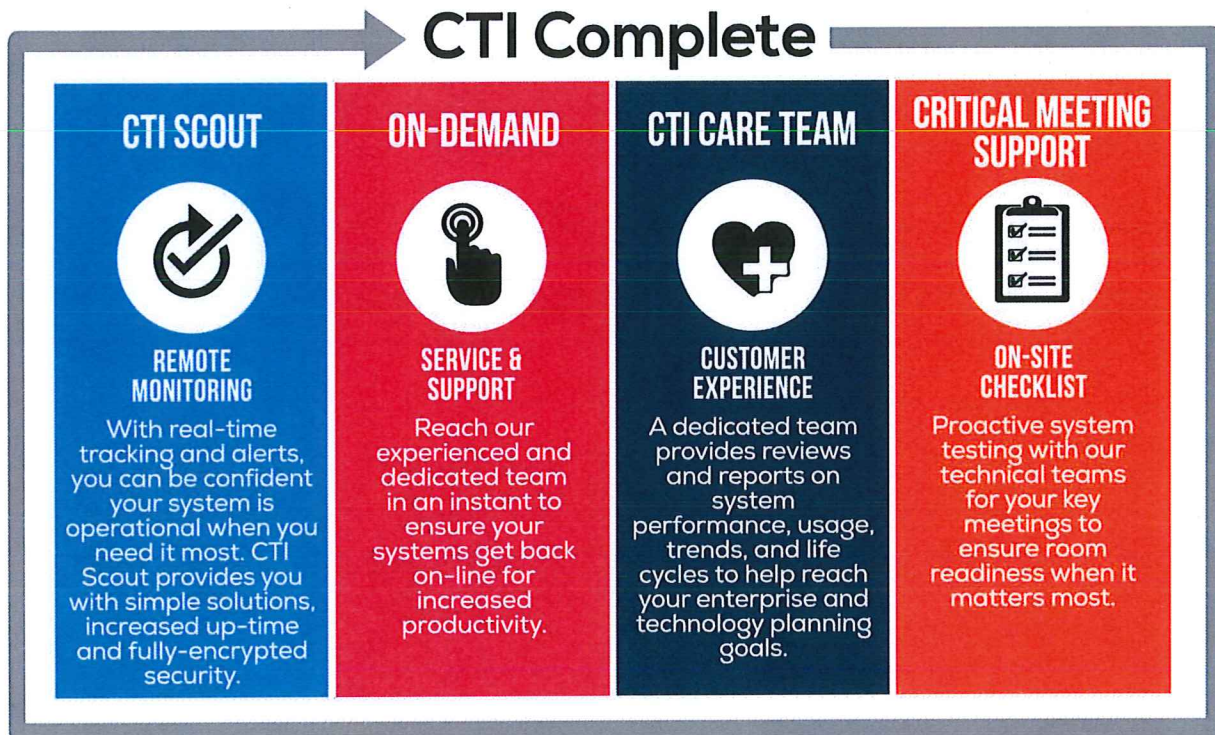 CTI Complete
CTI SCOUT
REMOTE
MONITORING
With real-time
tracking and alerts,
you can be confident
your system is
operational when you
need it most. CTI
Scout provides you
with simple solutions,
increased up-time
and fully-encrypted
security.
ON-DEMAND
SERVICE &
SUPPORT
Reach our
experienced and
dedicated team
in an instant to
ensure your
systems get back
on-line for
increased
productivity.
CTI CARE TEAM
CUSTOMER
EXPERIENCE
A dedicated team
provides reviews
and reports on
system
performance, usage,
trends, and life
cycles to help reach
your enterprise and
technology planning
goals.
CRITICAL MEETING
SUPPORT
ON-SITE
CHECKLIST
Proactive system
testing with our
technical teams
for your key
meetings to
ensure room
readiness when it
matters most.